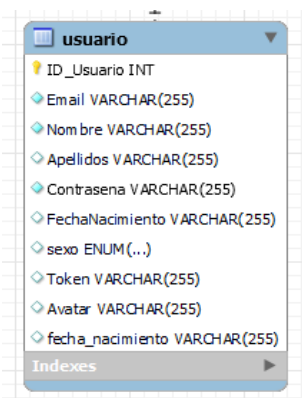 usuario
ID_Usuario INT
Email VARCHAR(255)
Nombre VARCHAR(255)
Apellidos VARCHAR(255)
Contrasena VARCHAR(255)
FechaNacimiento VARCHAR(255)
sexo ENUM(...)
Token VARCHAR(255)
Avatar VARCHAR(255)
fecha_nacimiento VARCHAR(255)
Indexes